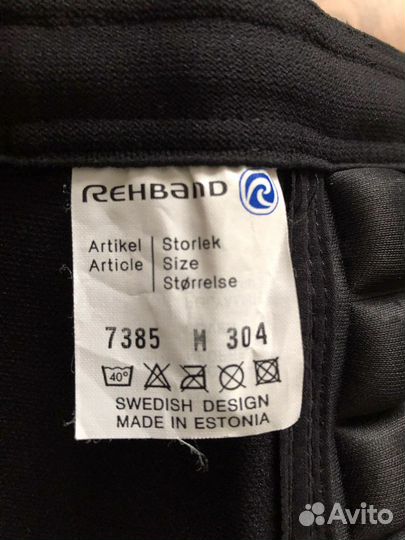 REHBAND
Artikel | Storlek
Article | Size
Størrelse
7385 M 304
40°
SWEDISH DESIGN
MADE IN ESTONIA
Avito